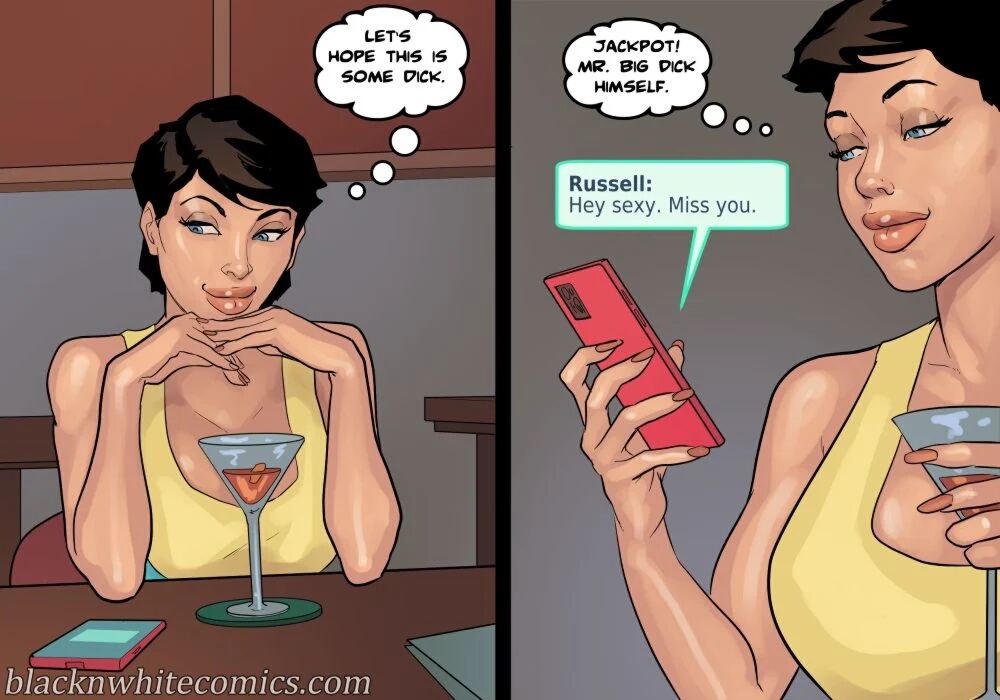 LET'S
HOPE THIS IS
SOME DICK.
JACKPOT!
MR. BIG DICK
HIMSELF.
Russell:
Hey sexy. Miss you.
blacknwhitecomics.com